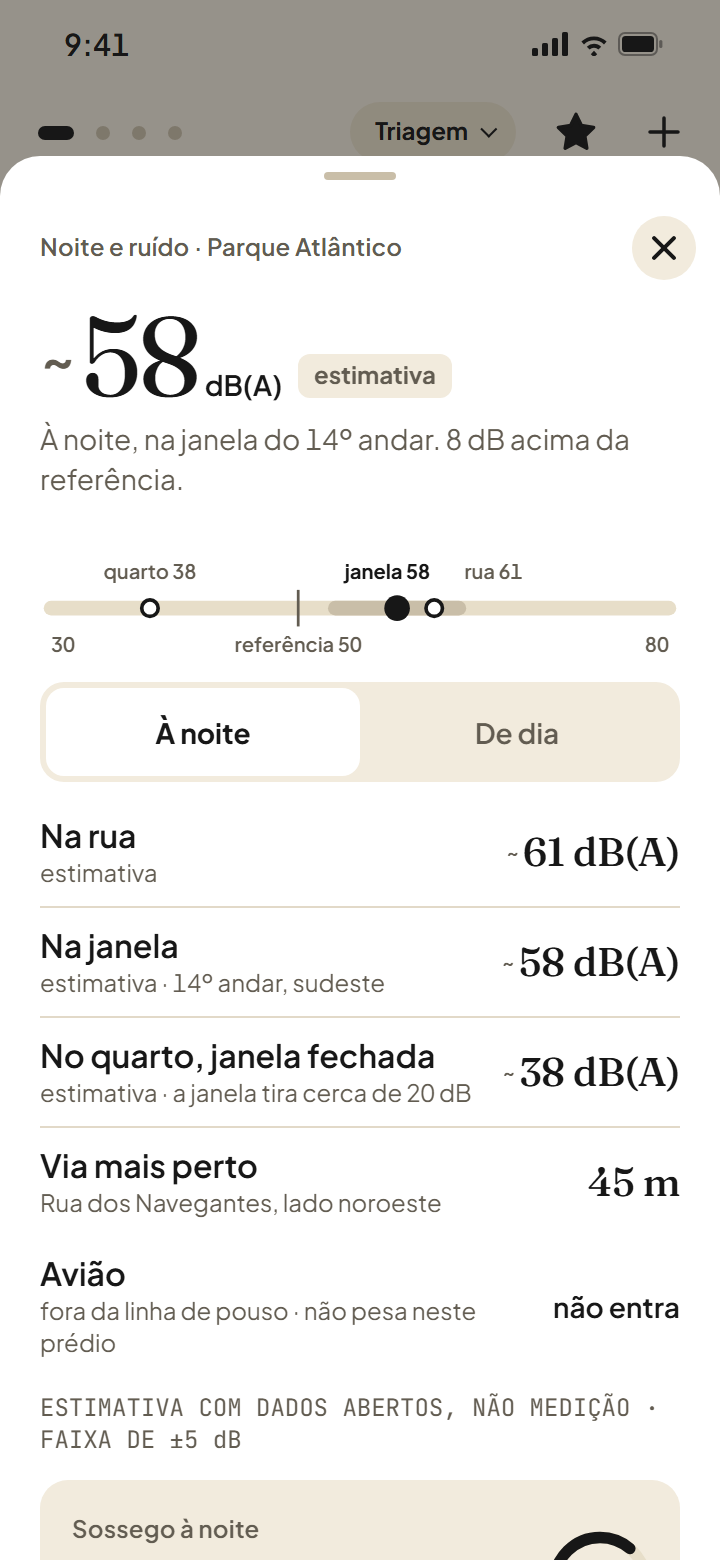 9:41
Triagem
Noite e ruído · Parque Atlântico
~58 dB(A) estimativa
À noite, na janela do 14º andar. 8 dB acima da
referência.
quarto 38 janela 58 rua 61
30 referência 50 80
À noite De dia
Na rua
estimativa
~61 dB(A)
Na janela
estimativa · 14º andar, sudeste
~58 dB(A)
No quarto, janela fechada
estimativa · a janela tira cerca de 20 dB
~38 dB(A)
Via mais perto
Rua dos Navegantes, lado noroeste
45 m
Avião
fora da linha de pouso · não pesa neste
prédio
não entra
ESTIMATIVA COM DADOS ABERTOS, NÃO MEDIÇÃO ·
FAIXA DE ±5 dB
Sossego à noite